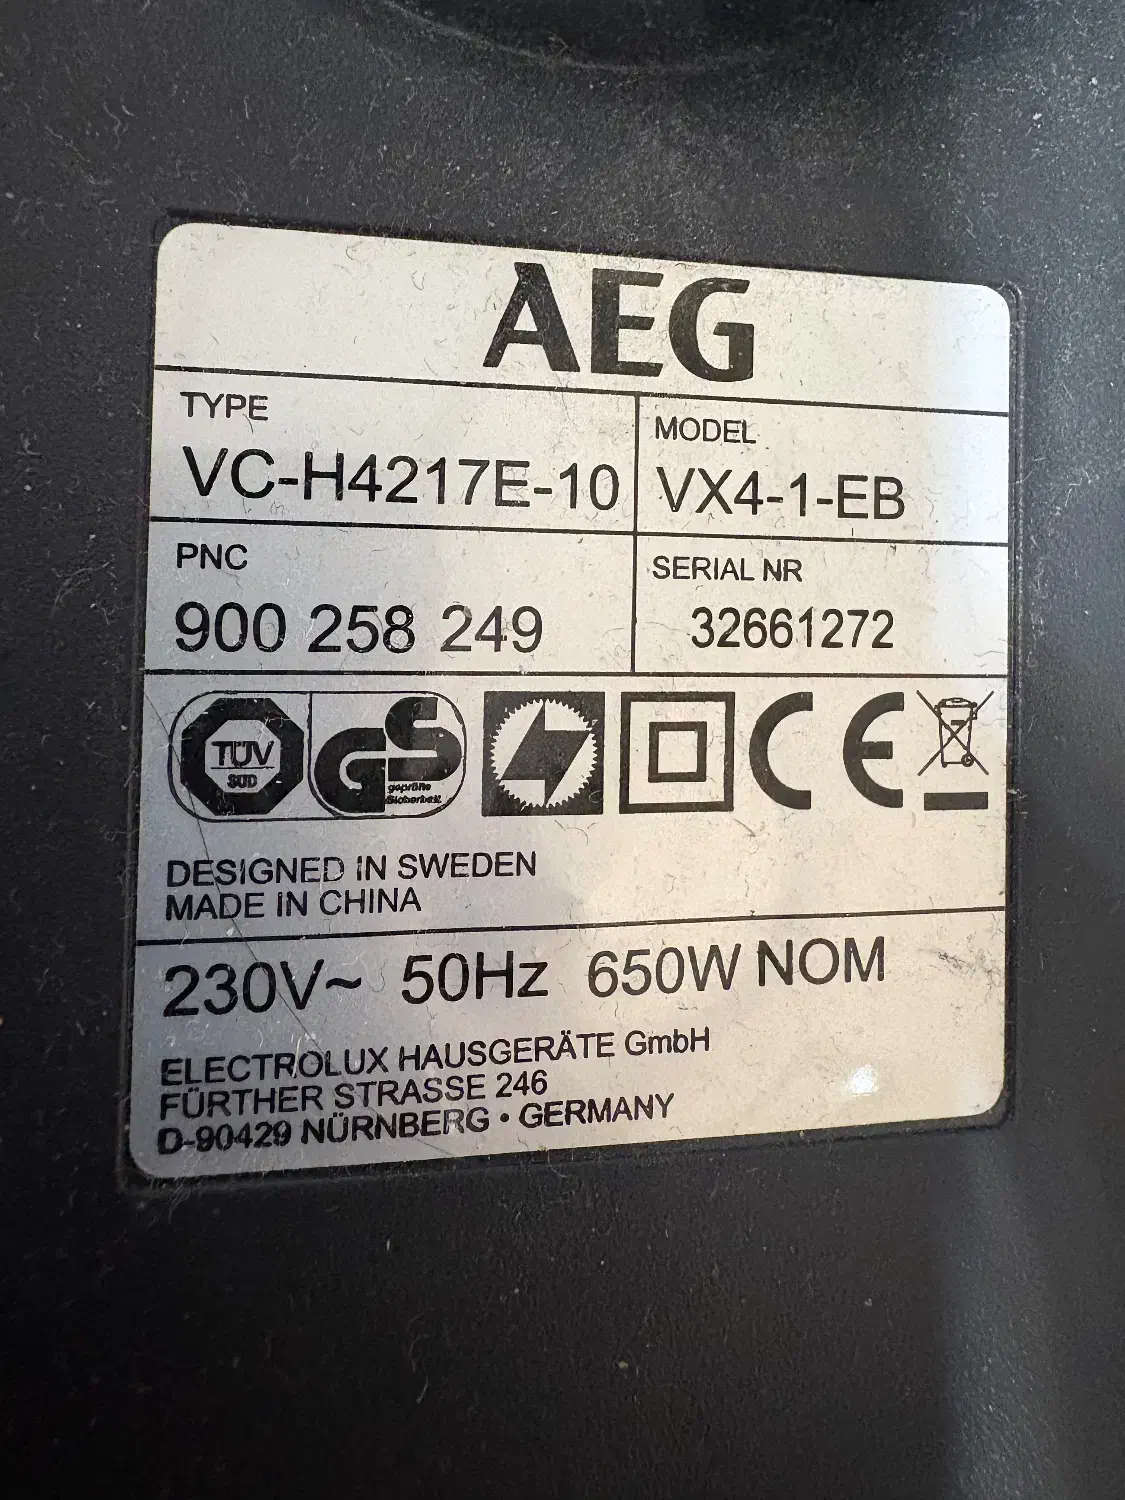 AEG
TYPE
VC-H4217E-10
MODEL
VX4-1-EB
PNC
900 258 249
SERIAL NR
32661272
TÜV
SÜD
GS
geprüfte
Sicherheit
CE
DESIGNED IN SWEDEN
MADE IN CHINA
230V~ 50Hz 650W NOM
ELECTROLUX HAUSGERÄTE GmbH
FÜRTHER STRASSE 246
D-90429 NÜRNBERG • GERMANY